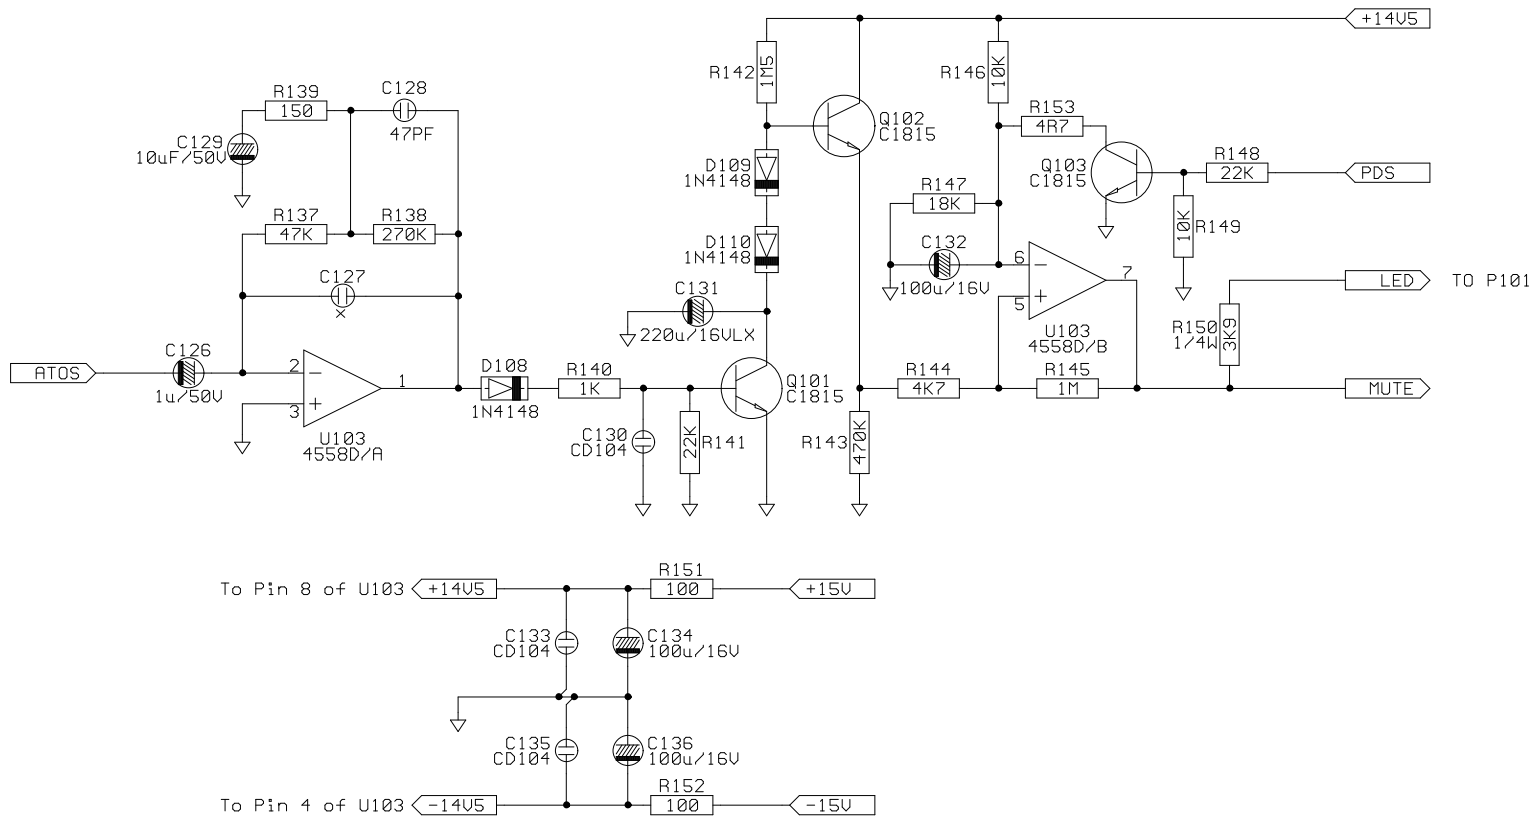 +14V5
R142
1M5
R146
10K
R139
150
C128
47PF
Q102
C1815
R153
4R7
C129
10uF/50V
D109
1N4148
Q103
C1815
R148
22K
PDS
R147
18K
R137
47K
R138
270K
10K
R149
D110
1N4148
C132
100u/16V
6
-
7
5
+
C127
x
C131
220u/16VLX
LED
TO P101
U103
4558D/B
R150
1/4W
3K9
C126
1u/50V
ATOS
2
-
1
3
+
U103
4558D/A
D108
1N4148
R140
1K
Q101
C1815
R144
4K7
R145
1M
MUTE
C130
CD104
22K
R141
R143
470K
To Pin 8 of U103
+14V5
R151
100
+15V
C133
CD104
C134
100u/16V
C135
CD104
C136
100u/16V
To Pin 4 of U103
-14V5
R152
100
-15V